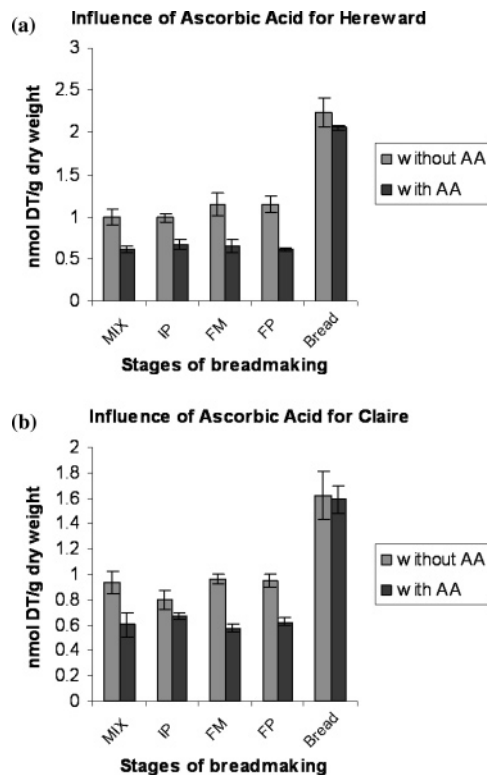 (a) Influence of Ascorbic Acid for Hereward
nmol DT/g dry weight
3
2.5
2
1.5
1
0.5
0
without AA
with AA
MIX IP FM FP Bread
Stages of breadmaking
(b) Influence of Ascorbic Acid for Claire
nmol DT/g dry weight
2
1.8
1.6
1.4
1.2
1
0.8
0.6
0.4
0.2
0
without AA
with AA
MIX IP FM FP Bread
Stages of breadmaking